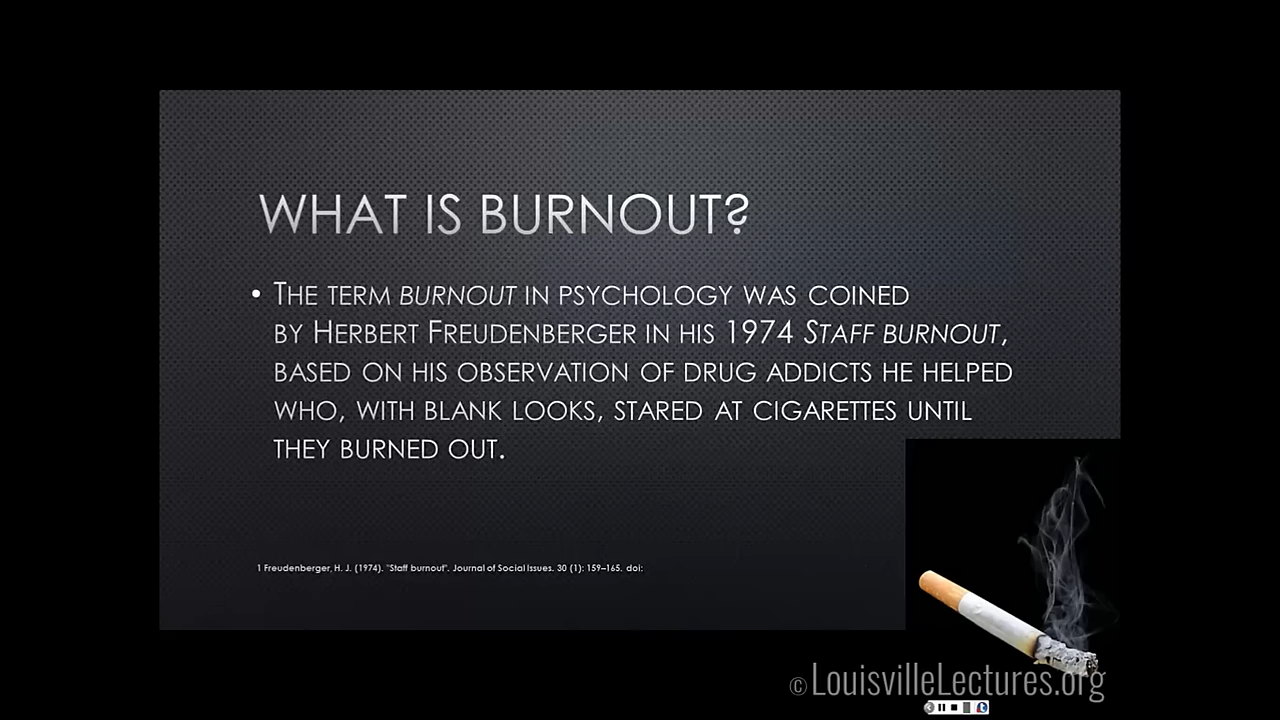 WHAT IS BURNOUT?
• THE TERM BURNOUT IN PSYCHOLOGY WAS COINED
BY HERBERT FREUDENBERGER IN HIS 1974 STAFF BURNOUT,
BASED ON HIS OBSERVATION OF DRUG ADDICTS HE HELPED
WHO, WITH BLANK LOOKS, STARED AT CIGARETTES UNTIL
THEY BURNED OUT.
1 Freudenberger, H. J. (1974). "Staff burnout". Journal of Social Issues. 30 (1): 159–165. doi:
© LouisvilleLectures.org